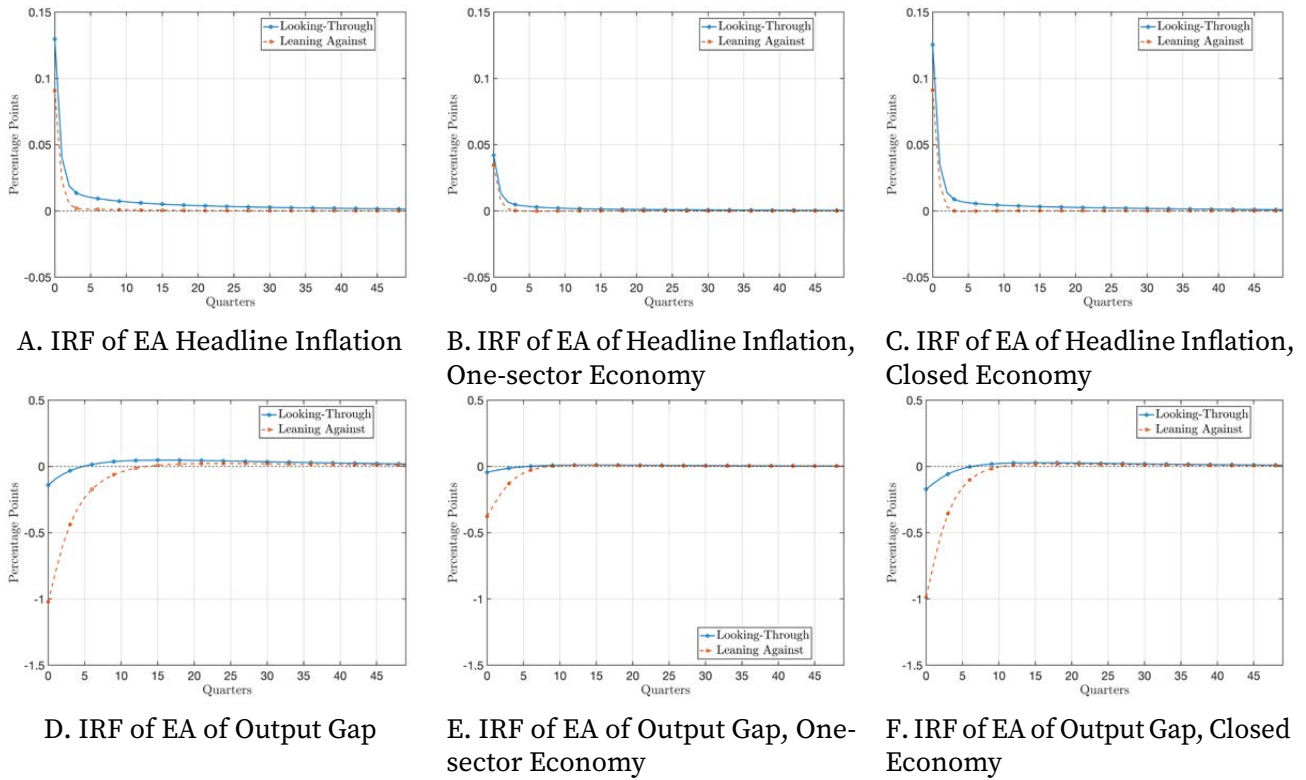 0.15
Looking-Through
Leaning Against
0.1
0.05
0
-0.05
Percentage Points
0 5 10 15 20 25 30 35 40 45
Quarters
A. IRF of EA Headline Inflation
0.15
Looking-Through
Leaning Against
0.1
0.05
0
-0.05
Percentage Points
0 5 10 15 20 25 30 35 40 45
Quarters
B. IRF of EA of Headline Inflation,
One-sector Economy
0.15
Looking-Through
Leaning Against
0.1
0.05
0
-0.05
Percentage Points
0 5 10 15 20 25 30 35 40 45
Quarters
C. IRF of EA of Headline Inflation,
Closed Economy
0.5
Looking-Through
Leaning Against
0
-0.5
-1
-1.5
Percentage Points
0 5 10 15 20 25 30 35 40 45
Quarters
D. IRF of EA of Output Gap
0.5
0
-0.5
-1
Looking-Through
Leaning Against
-1.5
Percentage Points
0 5 10 15 20 25 30 35 40 45
Quarters
E. IRF of EA of Output Gap, One-
sector Economy
0.5
Looking-Through
Leaning Against
0
-0.5
-1
-1.5
Percentage Points
0 5 10 15 20 25 30 35 40 45
Quarters
F. IRF of EA of Output Gap, Closed
Economy